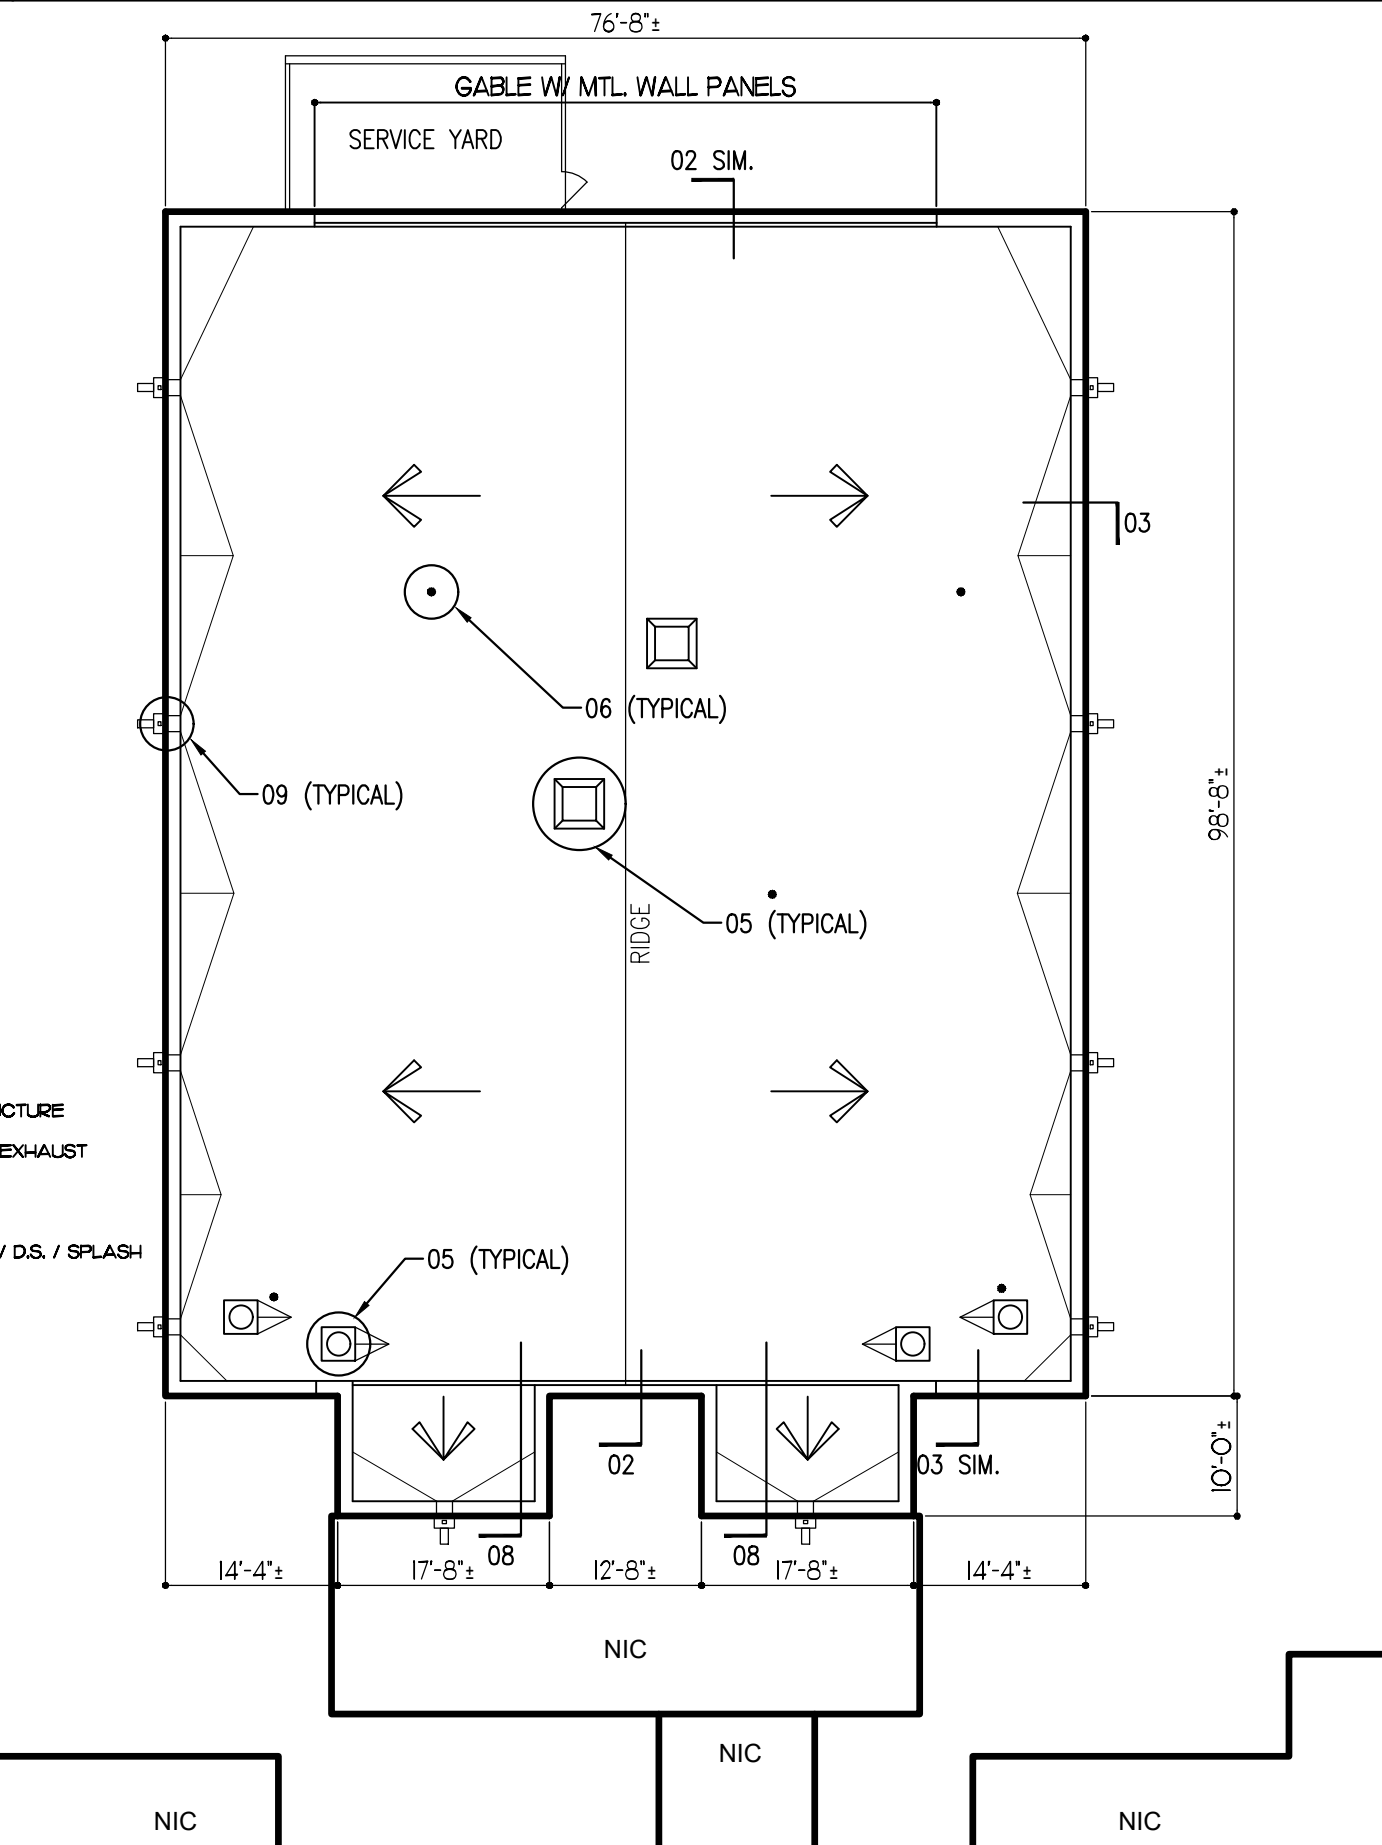 76'-8"±
GABLE W/ MTL. WALL PANELS
SERVICE YARD
02 SIM.
03
06 (TYPICAL)
09 (TYPICAL)
98'-8"±
05 (TYPICAL)
RIDGE
EXHAUST
/ D.S. / SPLASH
05 (TYPICAL)
02
03 SIM.
10'-0"±
08
08
14'-4"±
17'-8"±
12'-8"±
17'-8"±
14'-4"±
NIC
NIC
NIC
NIC